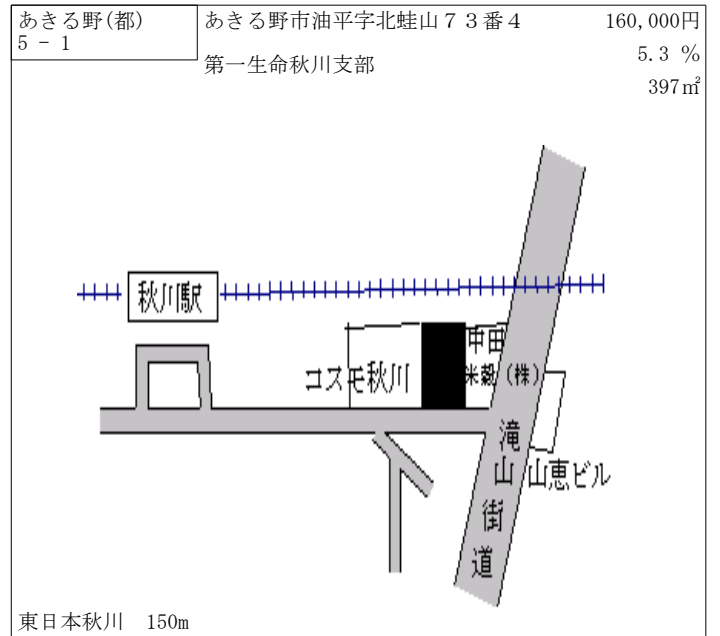 あきる野(都)
5 - 1
あきる野市油平字北蛙山７３番４
第一生命秋川支部
160,000円
5.3 %
397㎡
秋川駅
コスモ秋川
中田
米穀（株）
滝山街道
山恵ビル
東日本秋川　150m